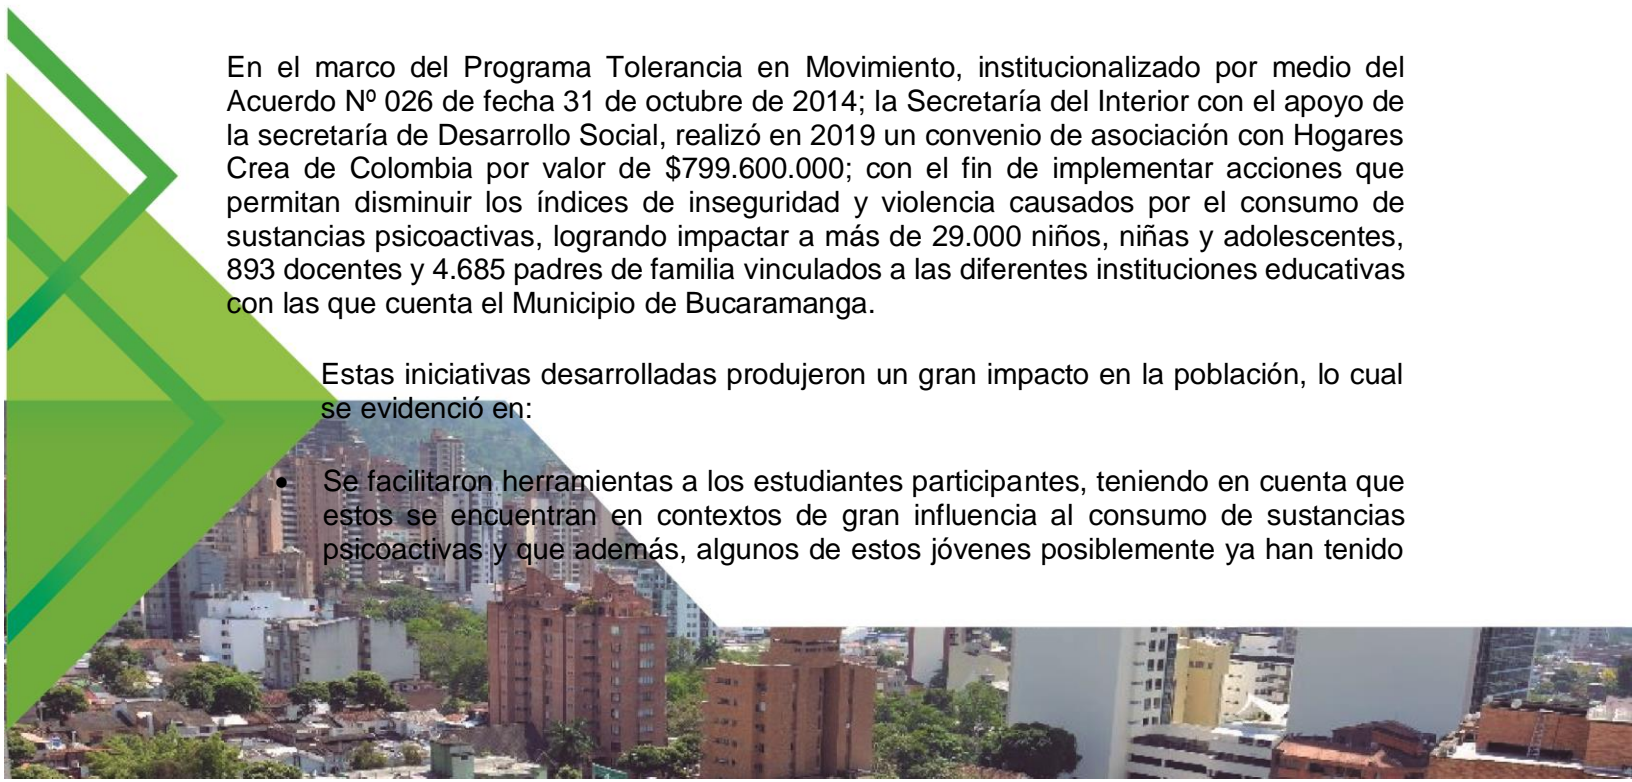 En el marco del Programa Tolerancia en Movimiento, institucionalizado por medio del
Acuerdo Nº 026 de fecha 31 de octubre de 2014; la Secretaría del Interior con el apoyo de
la secretaría de Desarrollo Social, realizó en 2019 un convenio de asociación con Hogares
Crea de Colombia por valor de $799.600.000; con el fin de implementar acciones que
permitan disminuir los índices de inseguridad y violencia causados por el consumo de
sustancias psicoactivas, logrando impactar a más de 29.000 niños, niñas y adolescentes,
893 docentes y 4.685 padres de familia vinculados a las diferentes instituciones educativas
con las que cuenta el Municipio de Bucaramanga.
Estas iniciativas desarrolladas produjeron un gran impacto en la población, lo cual
se evidenció en:
• Se facilitaron herramientas a los estudiantes participantes, teniendo en cuenta que
estos se encuentran en contextos de gran influencia al consumo de sustancias
psicoactivas y que además, algunos de estos jóvenes posiblemente ya han tenido